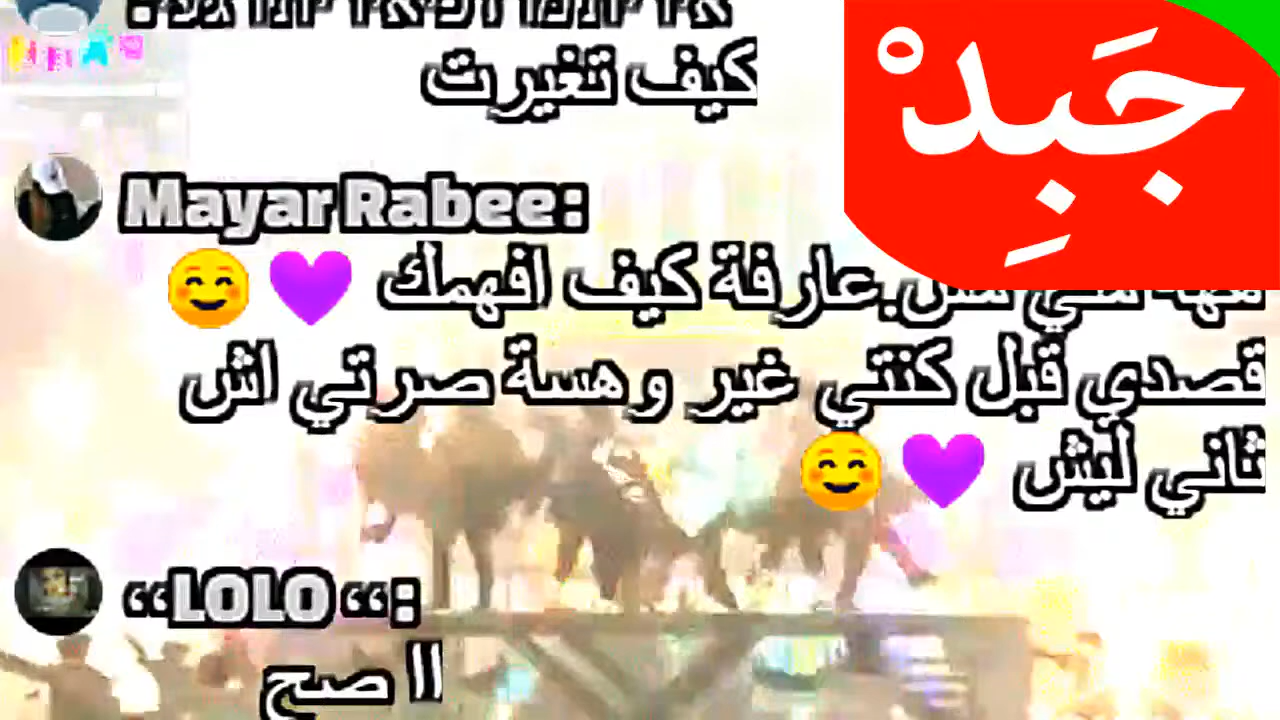 كيف تغيرت
جَبِدْ
Mayar Rabee:
عارفة كيف افهمك 💜 ☺️
قصدي قبل كنتي غير وهسة صرتي اش
ثاني ليش 💜 ☺️
“LOLO“:
اا صح